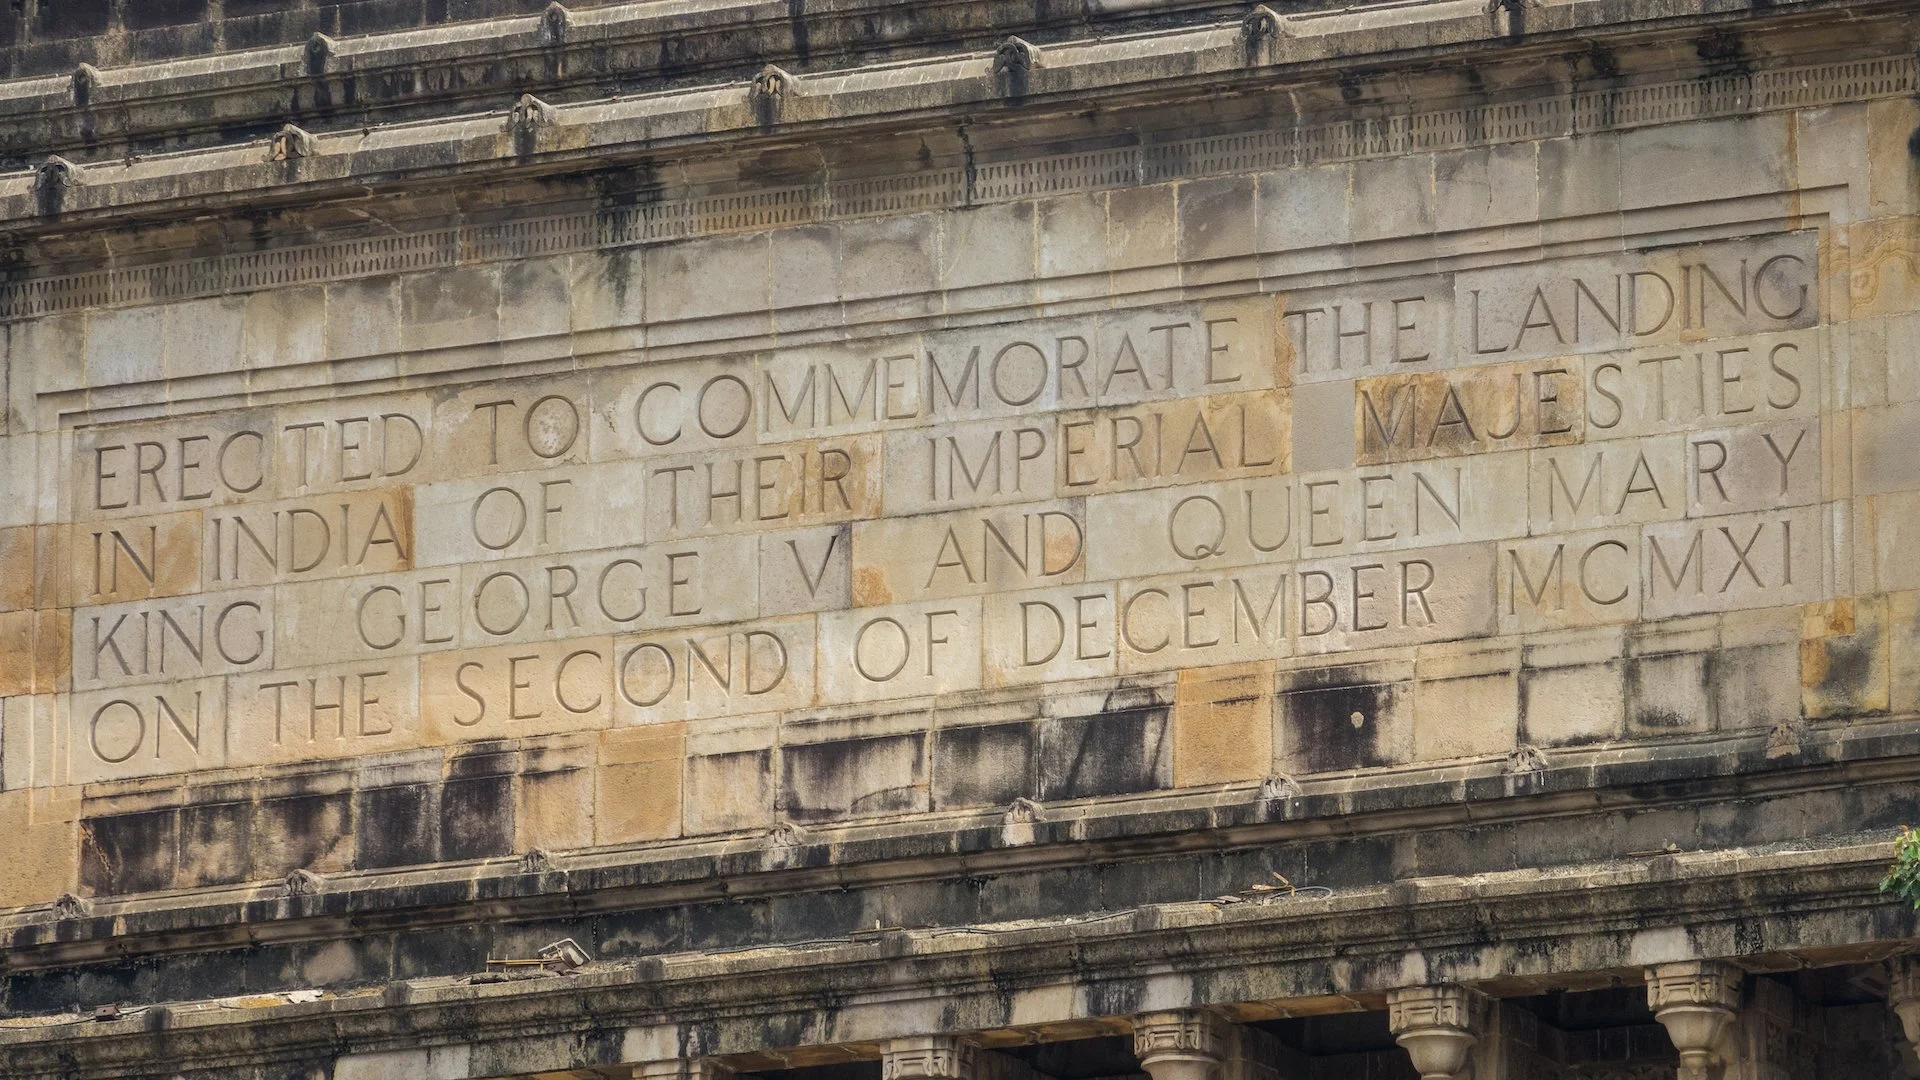 ERECTED TO COMMEMORATE THE LANDING
IN INDIA OF THEIR IMPERIAL MAJESTIES
KING GEORGE V AND QUEEN MARY
ON THE SECOND OF DECEMBER MCMXI